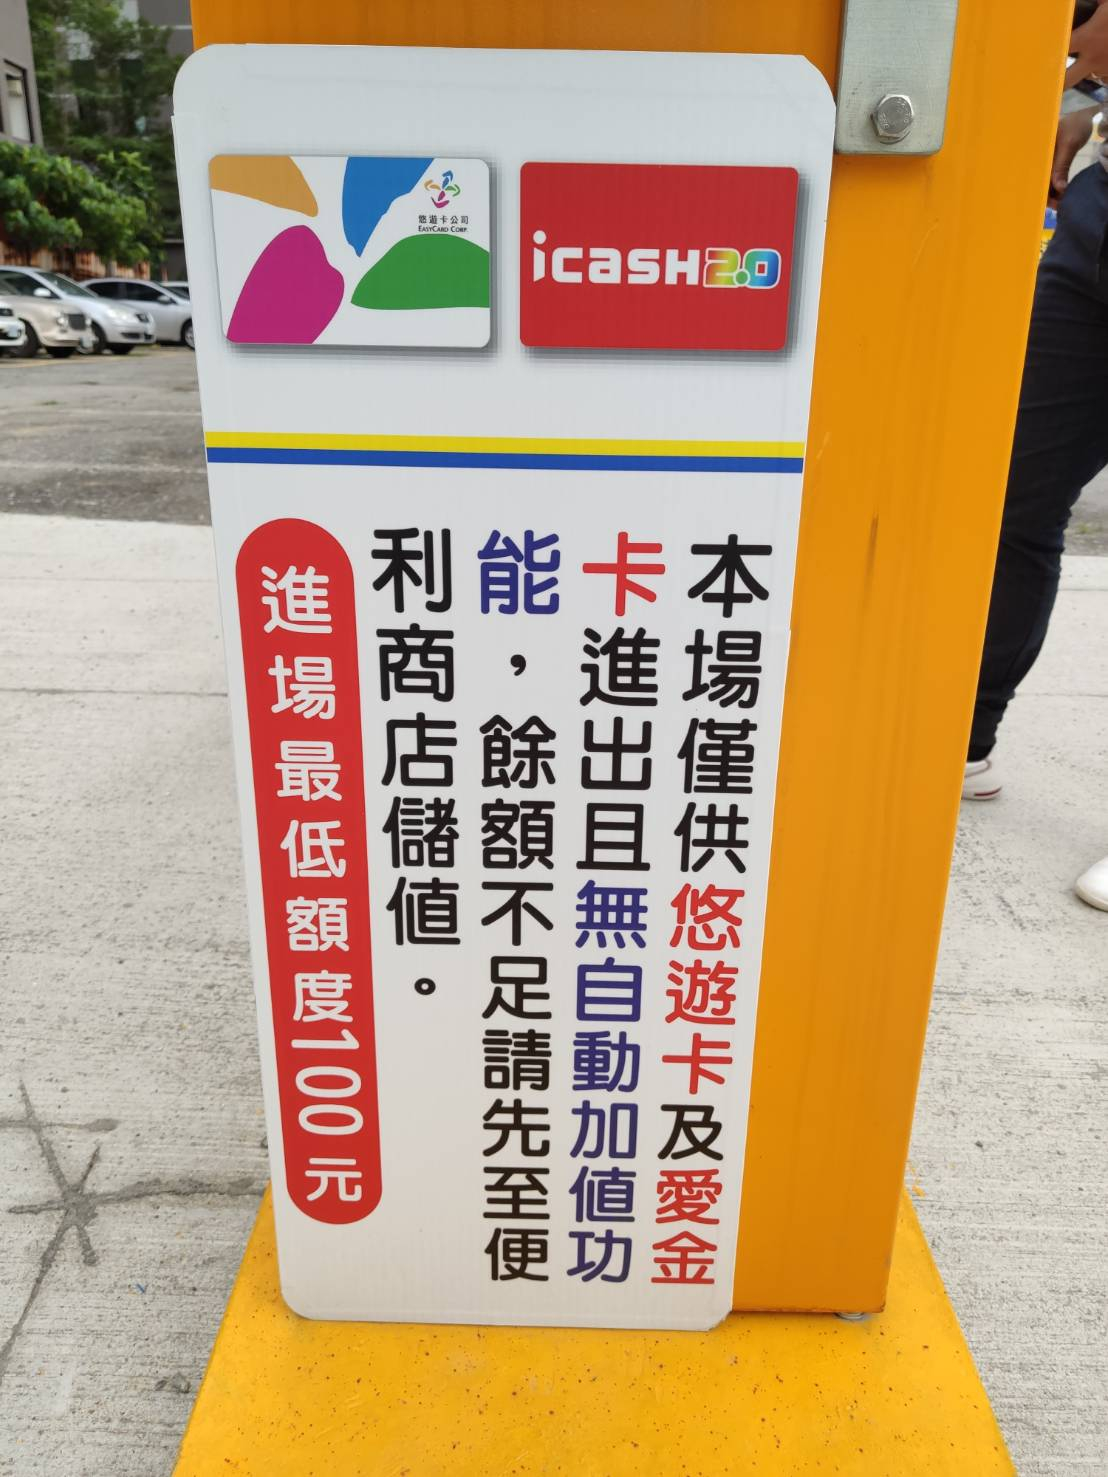 悠遊卡公司
EASYCARD CORP.
icash2.0
本場僅供悠遊卡及愛金
卡進出且無自動加值功
能，餘額不足請先至便
利商店儲值。
進場最低額度100元